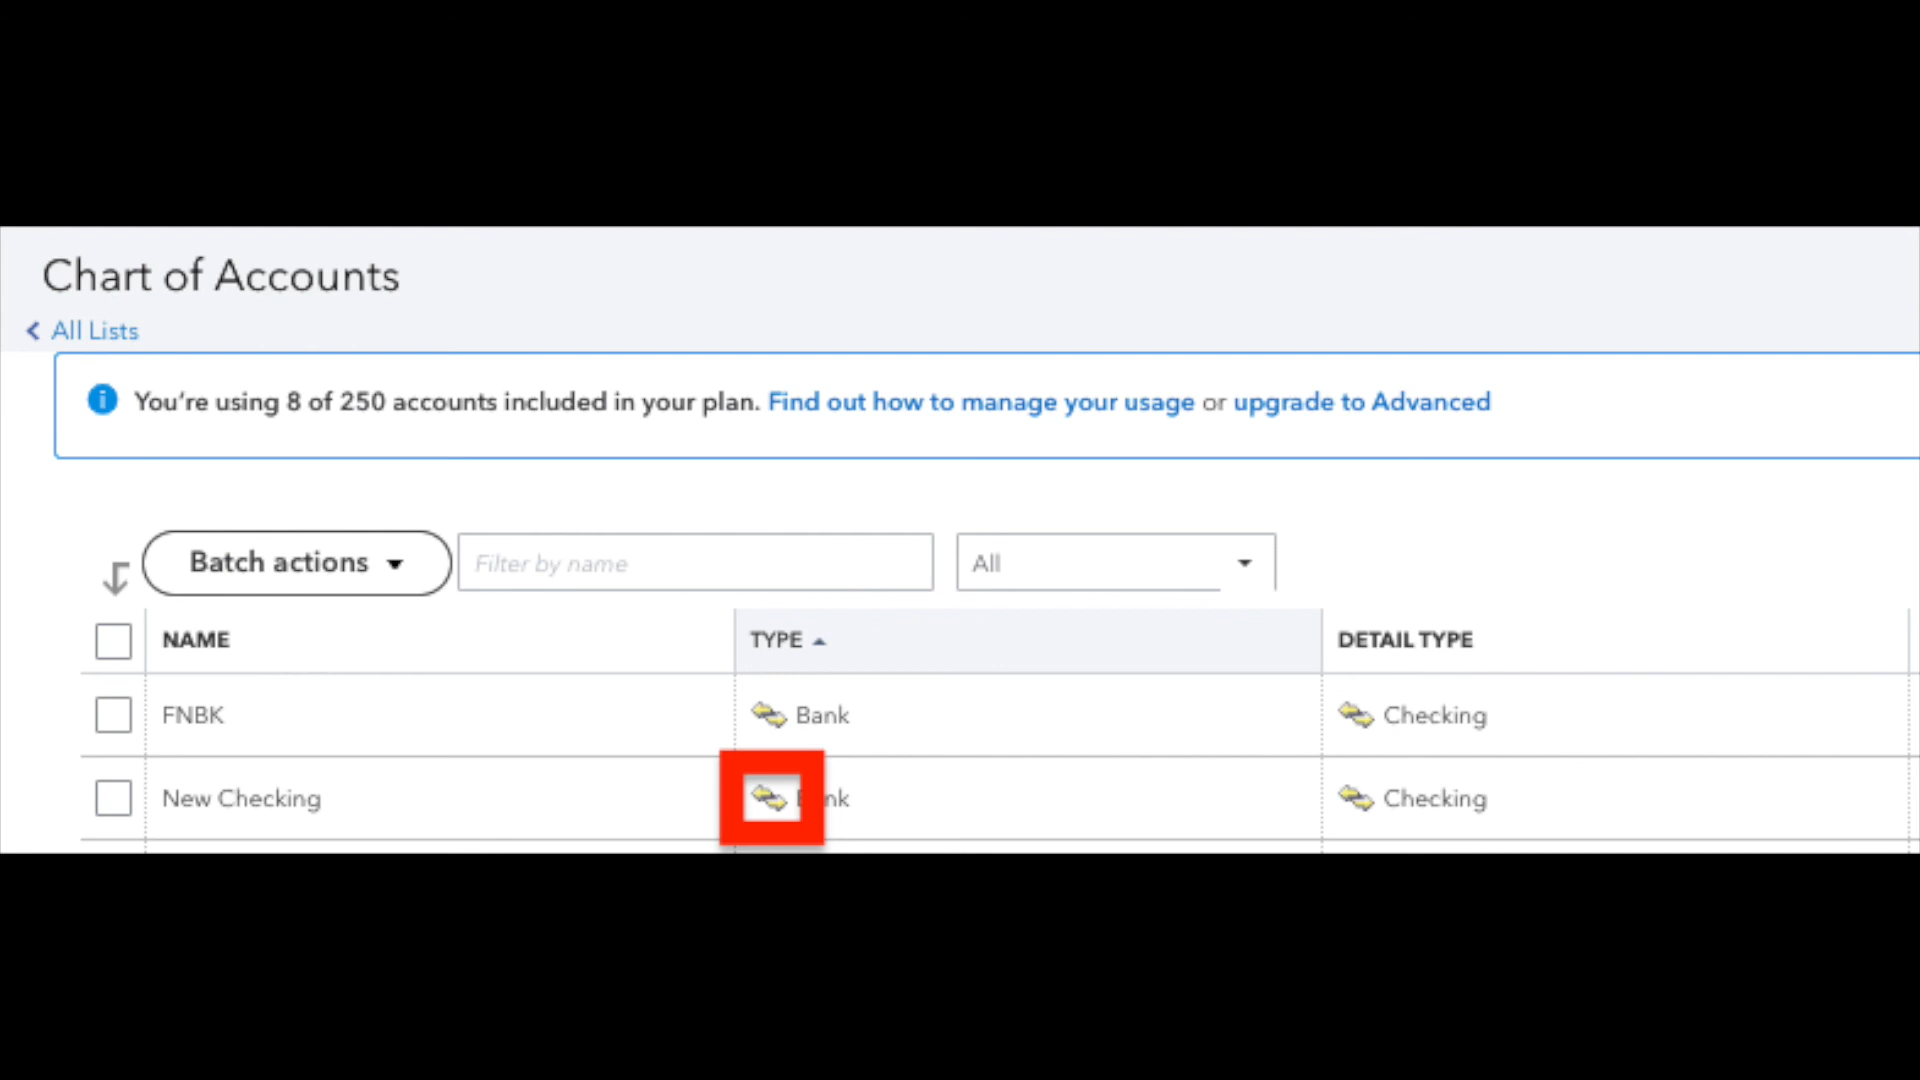 Chart of Accounts
All Lists
You're using 8 of 250 accounts included in your plan. Find out how to manage your usage or upgrade to Advanced
Batch actions Filter by name All
NAME TYPE DETAIL TYPE
FNBK Bank Checking
New Checking nk Checking